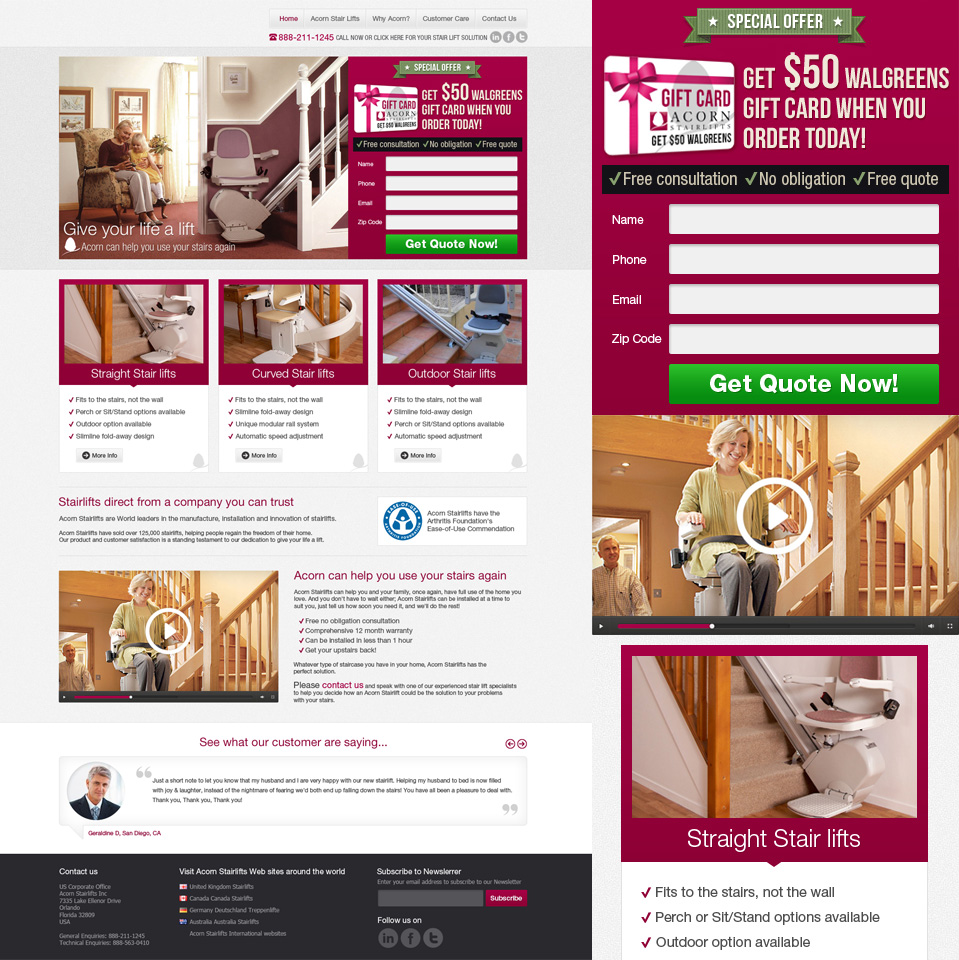 Home
Acorn Stair Lifts
Why Acorn?
Customer Care
Contact Us
888-211-1245 CALL NOW OR CLICK HERE FOR YOUR STAIR LIFT SOLUTION
Give your life a lift
Acorn can help you use your stairs again
SPECIAL OFFER
GIFT CARD
ACORN
STAIRLIFTS
GET $50 WALGREENS
GET $50 WALGREENS
GIFT CARD WHEN YOU
ORDER TODAY!
Free consultation No obligation Free quote
Name
Phone
Email
Zip Code
Get Quote Now!
Straight Stair lifts
Fits to the stairs, not the wall
Perch or Sit/Stand options available
Outdoor option available
Slimline fold-away design
More Info
Curved Stair lifts
Fits to the stairs, not the wall
Slimline fold-away design
Unique modular rail system
Automatic speed adjustment
More Info
Outdoor Stair lifts
Fits to the stairs, not the wall
Slimline fold-away design
Perch or Sit/Stand options available
Automatic speed adjustment
More Info
Stairlifts direct from a company you can trust
Acorn Stairlifts are World leaders in the manufacture, installation and innovation of stairlifts.
Acorn Stairlifts have sold over 125,000 stairlifts, helping people regain the freedom of their home.
Our product and customer satisfaction is a standing testament to our dedication to give your life a lift.
EASE-OF-USE
Acorn Stairlifts have the
Arthritis Foundation's
Ease-of-Use Commendation
Acorn can help you use your stairs again
Acorn Stairlifts can help you and your family, once again, have full use of the home you
love. And you don't have to wait either; Acorn Stairlifts can be installed at a time to
suit you, just tell us how soon you need it, and we'll do the rest!
Free no obligation consultation
Comprehensive 12 month warranty
Can be installed in less than 1 hour
Get your upstairs back!
Whatever type of staircase you have in your home, Acorn Stairlifts has the
perfect solution.
Please contact us and speak with one of our experienced stair lift specialists
to help you decide how an Acorn Stairlift could be the solution to your problems
with your stairs.
See what our customer are saying...
Just a short note to let you know that my husband and I are very happy with our new stairlift. Helping my husband to bed is now filled
with joy & laughter, instead of the nightmare of fearing we'd both end up falling down the stairs! You have all been a pleasure to deal with.
Thank you, Thank you, Thank you!
Geraldine D, San Diego, CA
Contact us
US Corporate Office
Acorn Stairlifts Inc
7335 Lake Ellenor Drive
Orlando
Florida 32809
USA
General Enquiries: 888-211-1245
Technical Enquiries: 888-563-0410
Visit Acorn Stairlifts Web sites around the world
United Kingdom Stairlifts
Canada Canada Stairlifts
Germany Deutschland Treppenlifte
Australia Australia Stairlifts
Acorn Stairlifts International websites
Subscribe to Newslerrer
Enter your email address to subscribe to our Newsletter
Subscribe
Follow us on
SPECIAL OFFER
GIFT CARD
ACORN
STAIRLIFTS
GET $50 WALGREENS
GET $50 WALGREENS
GIFT CARD WHEN YOU
ORDER TODAY!
Free consultation No obligation Free quote
Name
Phone
Email
Zip Code
Get Quote Now!
Straight Stair lifts
Fits to the stairs, not the wall
Perch or Sit/Stand options available
Outdoor option available